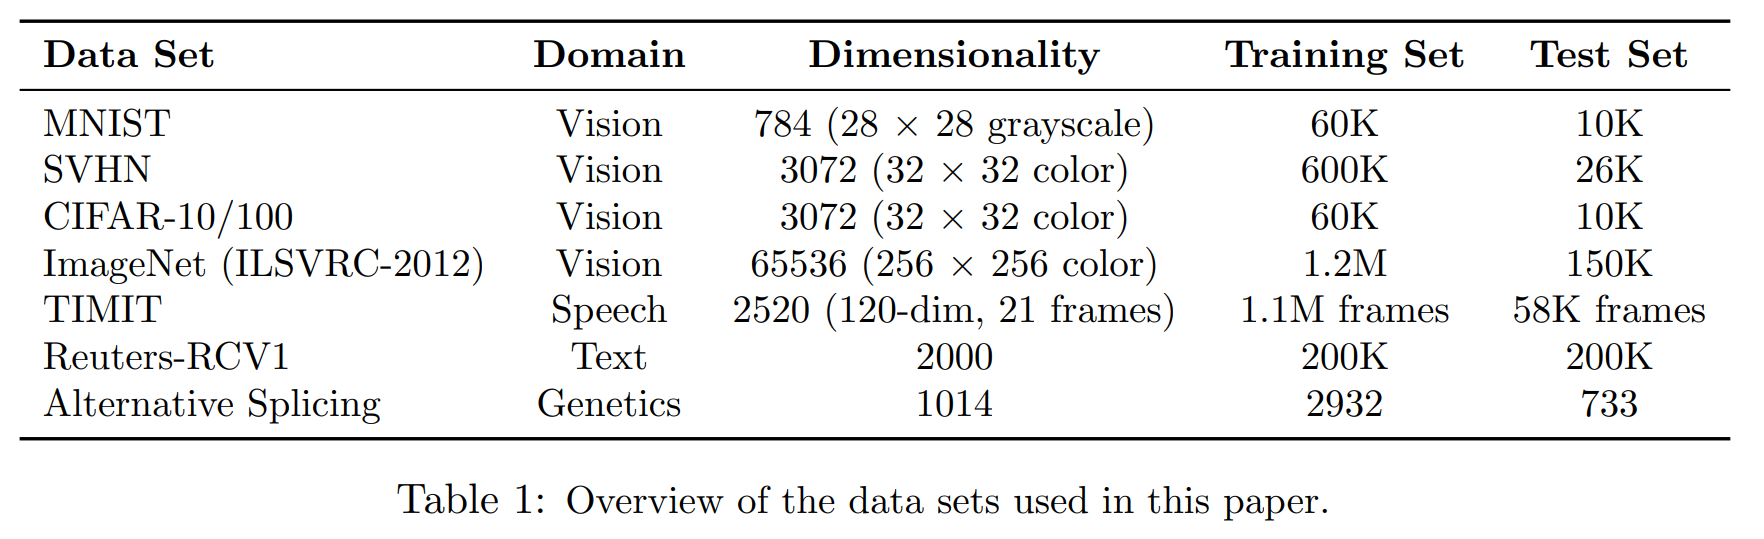 Data Set Domain Dimensionality Training Set Test Set
MNIST Vision 784 (28 × 28 grayscale) 60K 10K
SVHN Vision 3072 (32 × 32 color) 600K 26K
CIFAR-10/100 Vision 3072 (32 × 32 color) 60K 10K
ImageNet (ILSVRC-2012) Vision 65536 (256 × 256 color) 1.2M 150K
TIMIT Speech 2520 (120-dim, 21 frames) 1.1M frames 58K frames
Reuters-RCV1 Text 2000 200K 200K
Alternative Splicing Genetics 1014 2932 733
Table 1: Overview of the data sets used in this paper.